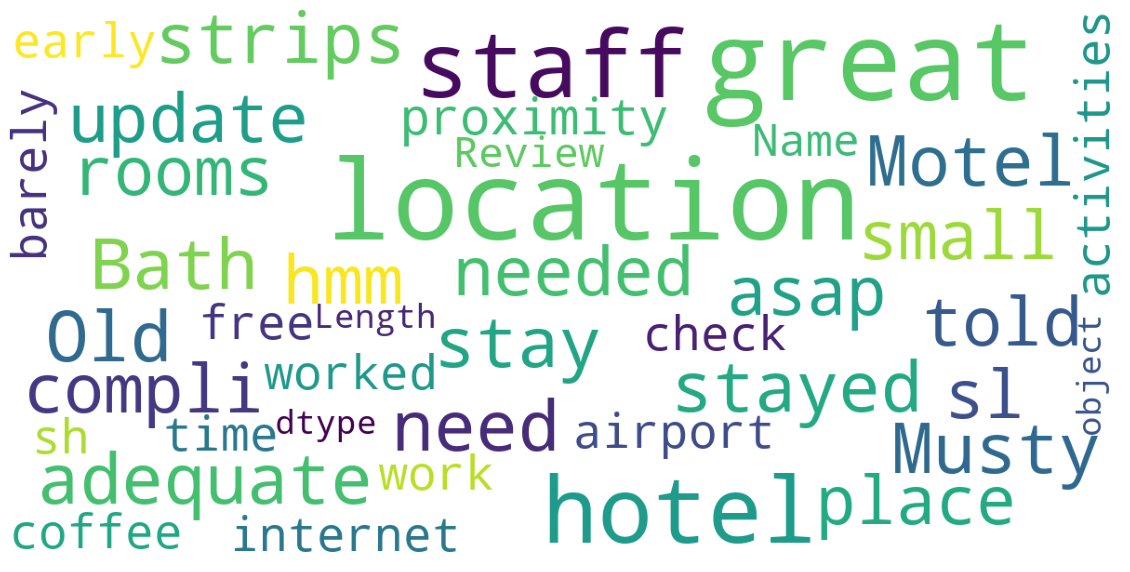 early
strips
staff
great
activities
barely
update
proximity
Review
Name
Motel
rooms
location
small
Bath
hmm
needed
asap
told
Old
free
Length
stay
check
object
compli
worked
stayed
sl
sh
time
dtype
need
airport
Musty
adequate
work
hotel
place
coffee
internet